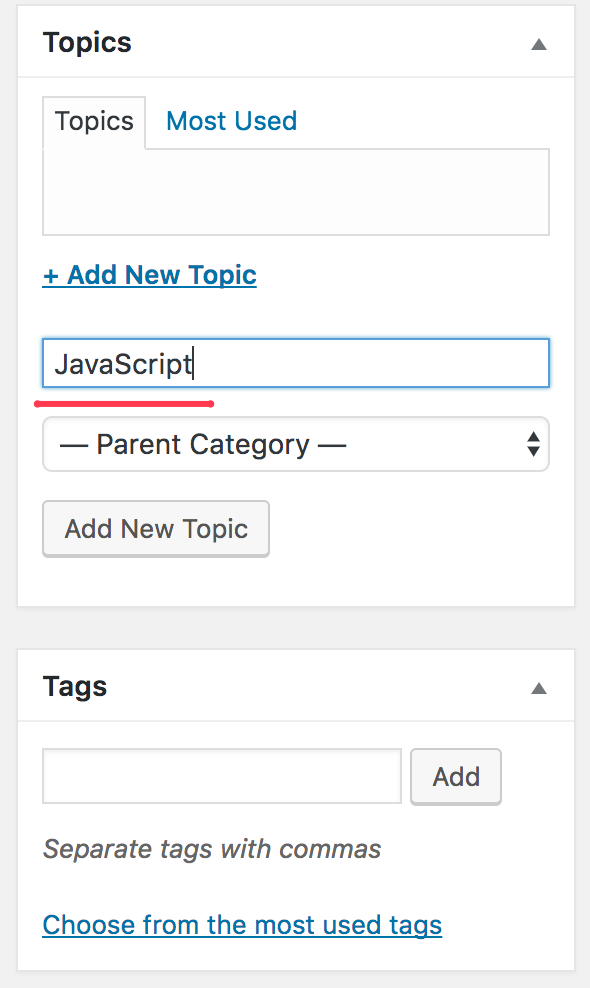 Topics
Topics Most Used
+ Add New Topic
JavaScript
— Parent Category —
Add New Topic
Tags
Add
Separate tags with commas
Choose from the most used tags